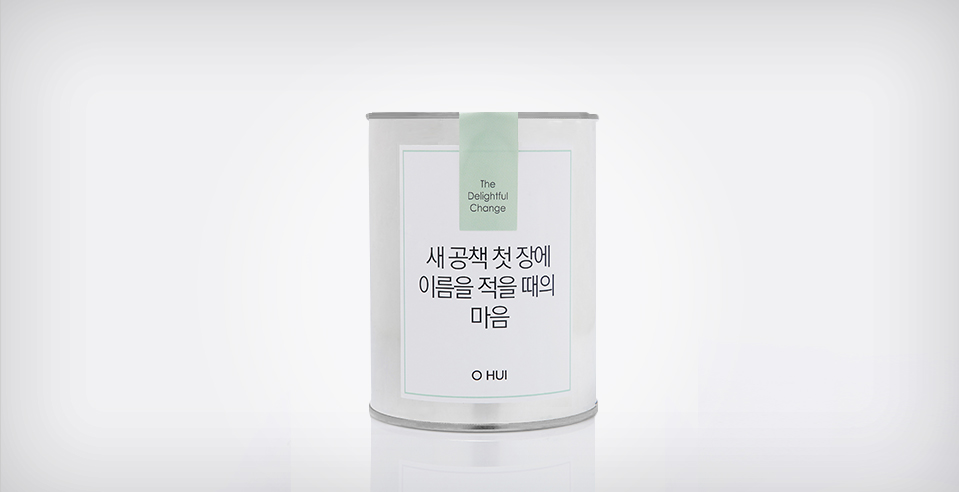 The
Delightful
Change
새 공책 첫 장에
이름을 적을 때의
마음
O HUI